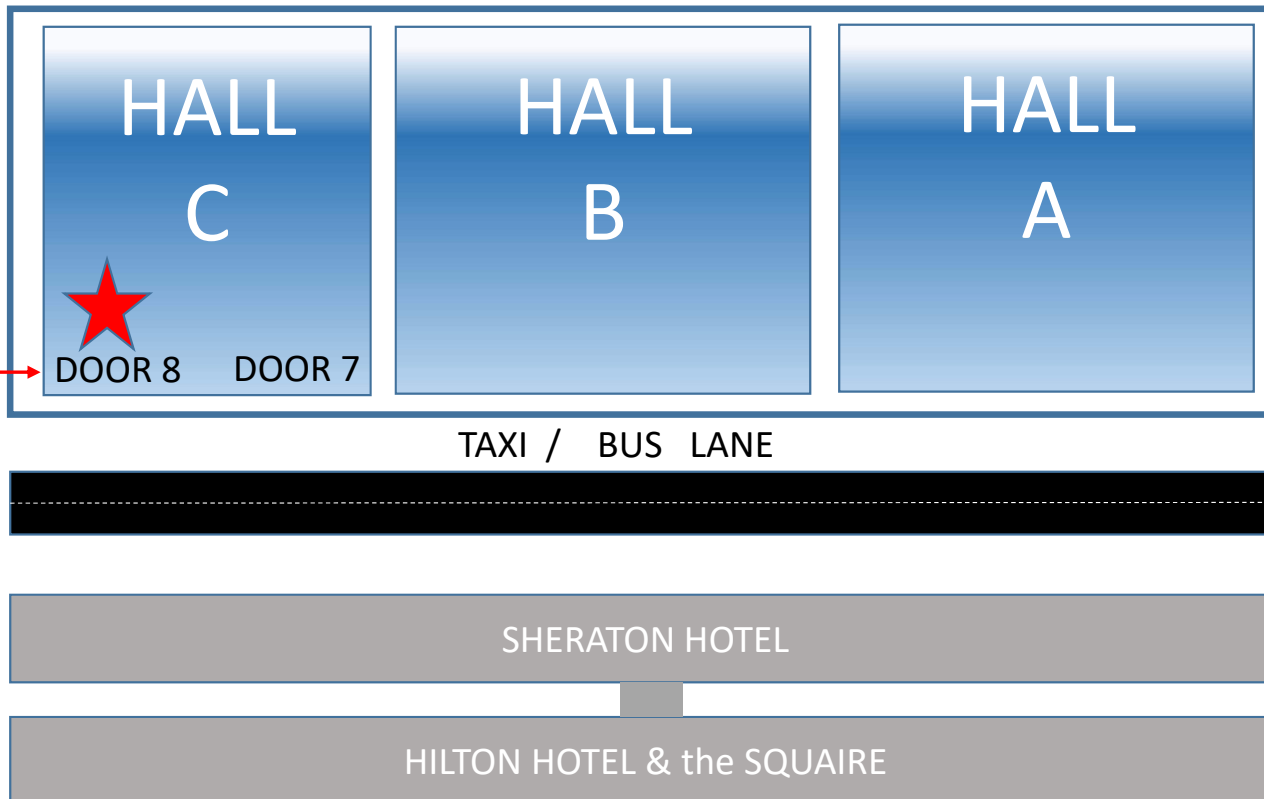 HALL
C
HALL
B
HALL
A
DOOR 8
DOOR 7
TAXI / BUS LANE
SHERATON HOTEL
HILTON HOTEL & the SQUAIRE